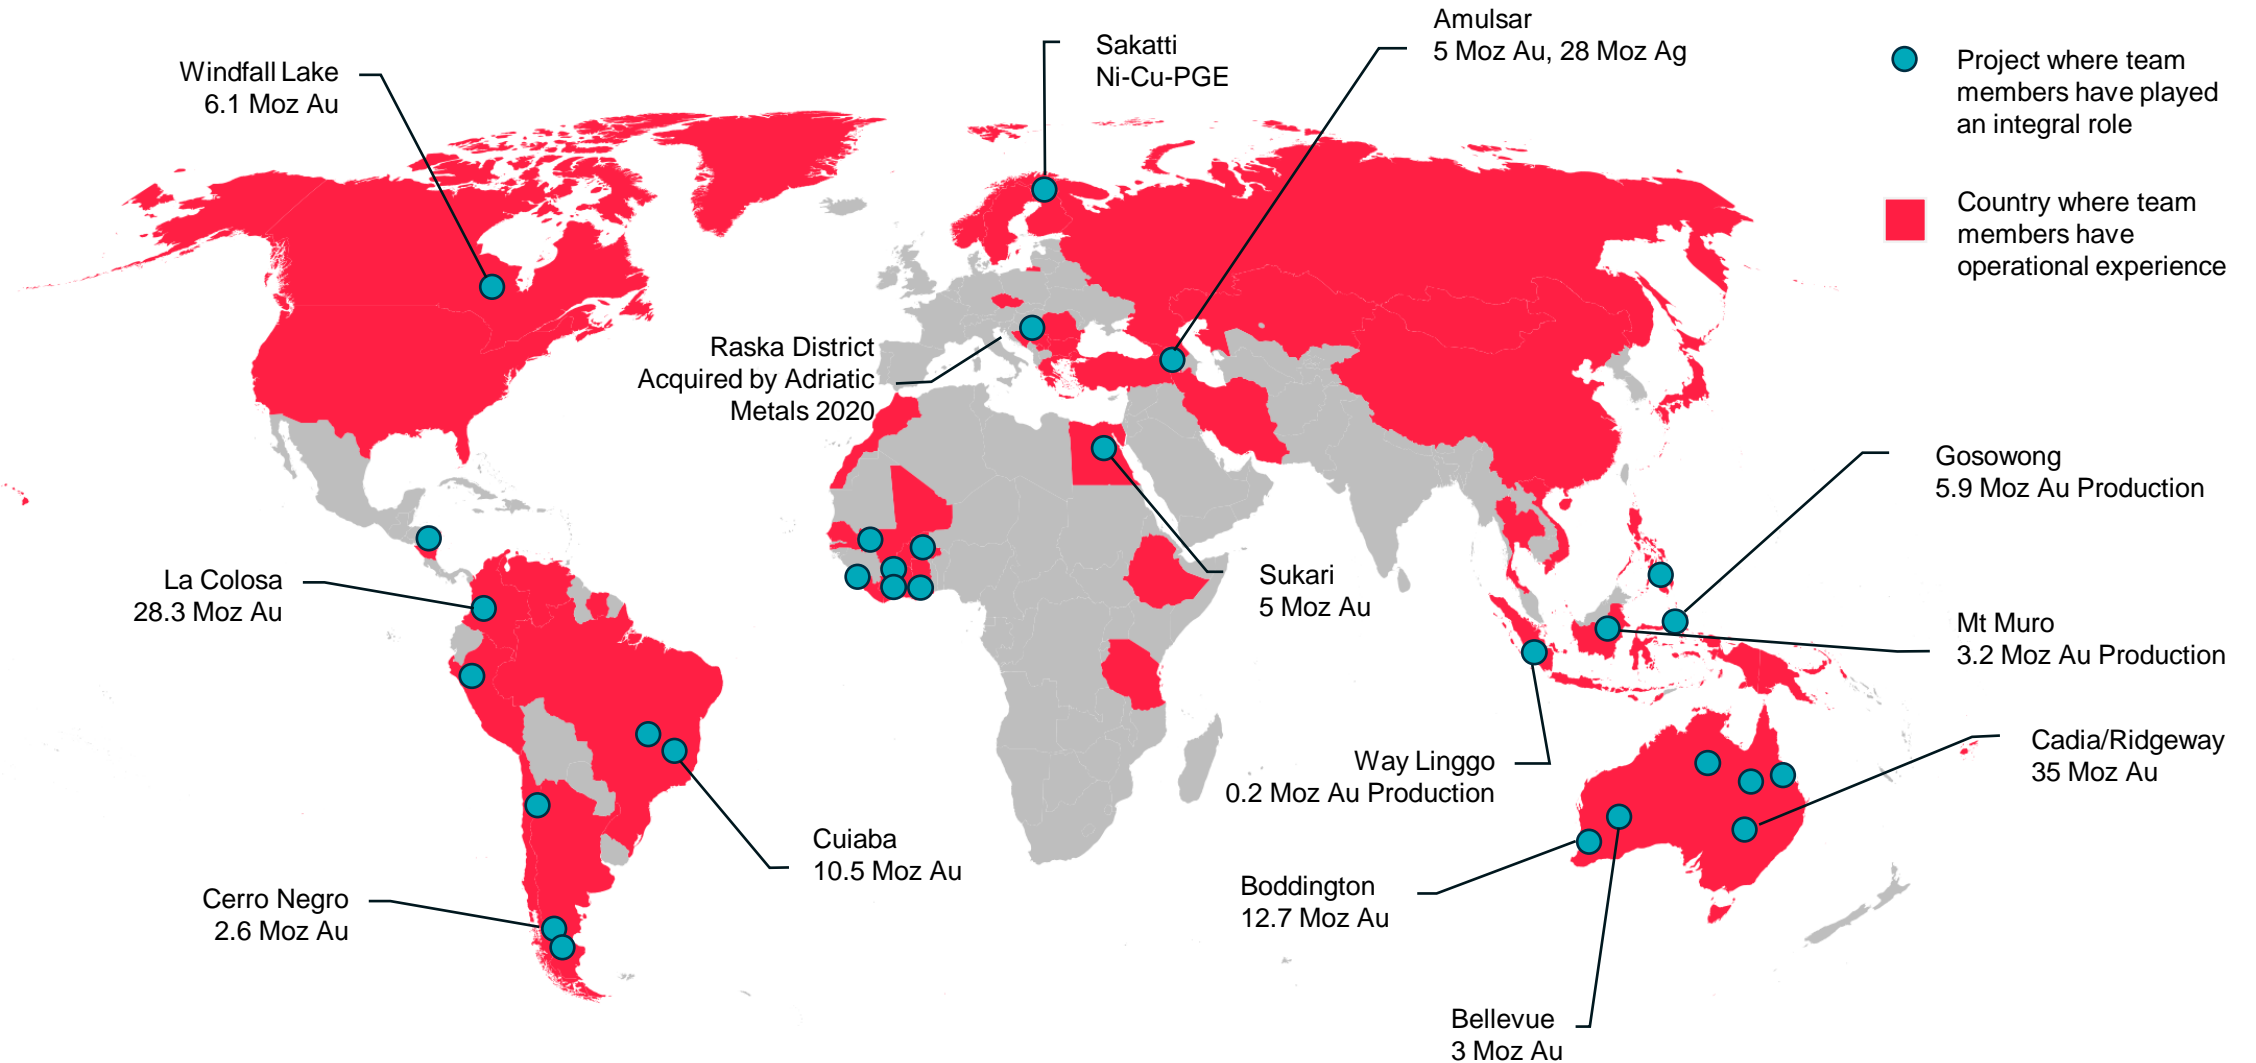 Windfall Lake
6.1 Moz Au
Sakatti
Ni-Cu-PGE
Amulsar
5 Moz Au, 28 Moz Ag
Project where team
members have played
an integral role
Country where team
members have
operational experience
Raska District
Acquired by Adriatic
Metals 2020
Gosowong
5.9 Moz Au Production
La Colosa
28.3 Moz Au
Sukari
5 Moz Au
Mt Muro
3.2 Moz Au Production
Way Linggo
0.2 Moz Au Production
Cadia/Ridgeway
35 Moz Au
Cuiaba
10.5 Moz Au
Cerro Negro
2.6 Moz Au
Boddington
12.7 Moz Au
Bellevue
3 Moz Au